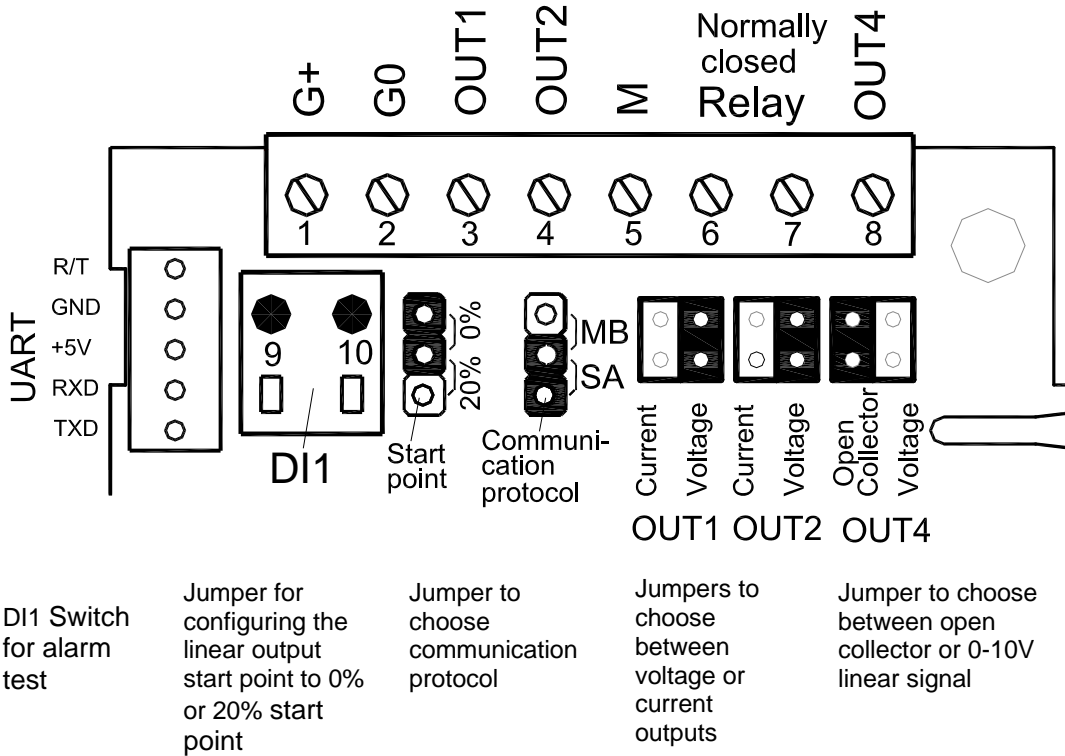 G+
G0
OUT1
OUT2
M
Normally
closed
Relay
OUT4
1 2 3 4 5 6 7 8
UART
R/T
GND
+5V
RXD
TXD
9 10
DI1
0%
20%
Start
point
MB
SA
Communi-
cation
protocol
Current
Voltage
OUT1
Current
Voltage
OUT2
Open
Collector
Voltage
OUT4
DI1 Switch
for alarm
test
Jumper for
configuring the
linear output
start point to 0%
or 20% start
point
Jumper to
choose
communication
protocol
Jumpers to
choose
between
voltage or
current
outputs
Jumper to choose
between open
collector or 0-10V
linear signal